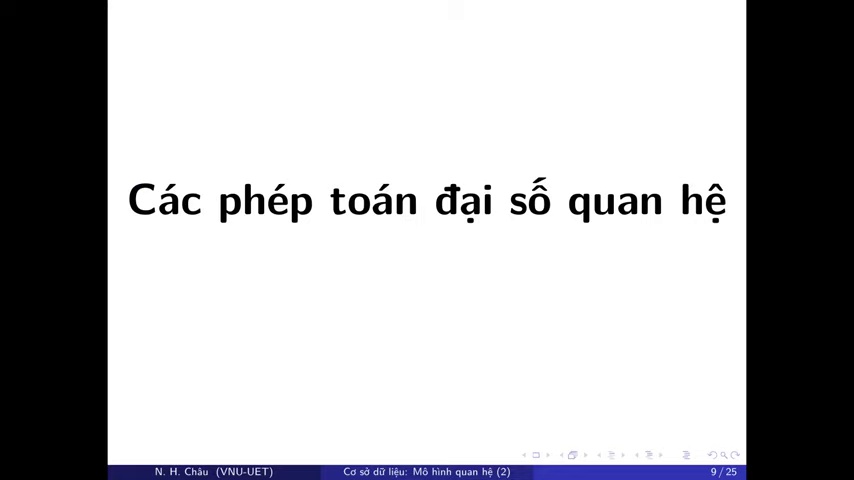 Các phép toán đại số quan hệ
N. H. Châu (VNU-UET)
Cơ sở dữ liệu: Mô hình quan hệ (2)
9 / 25